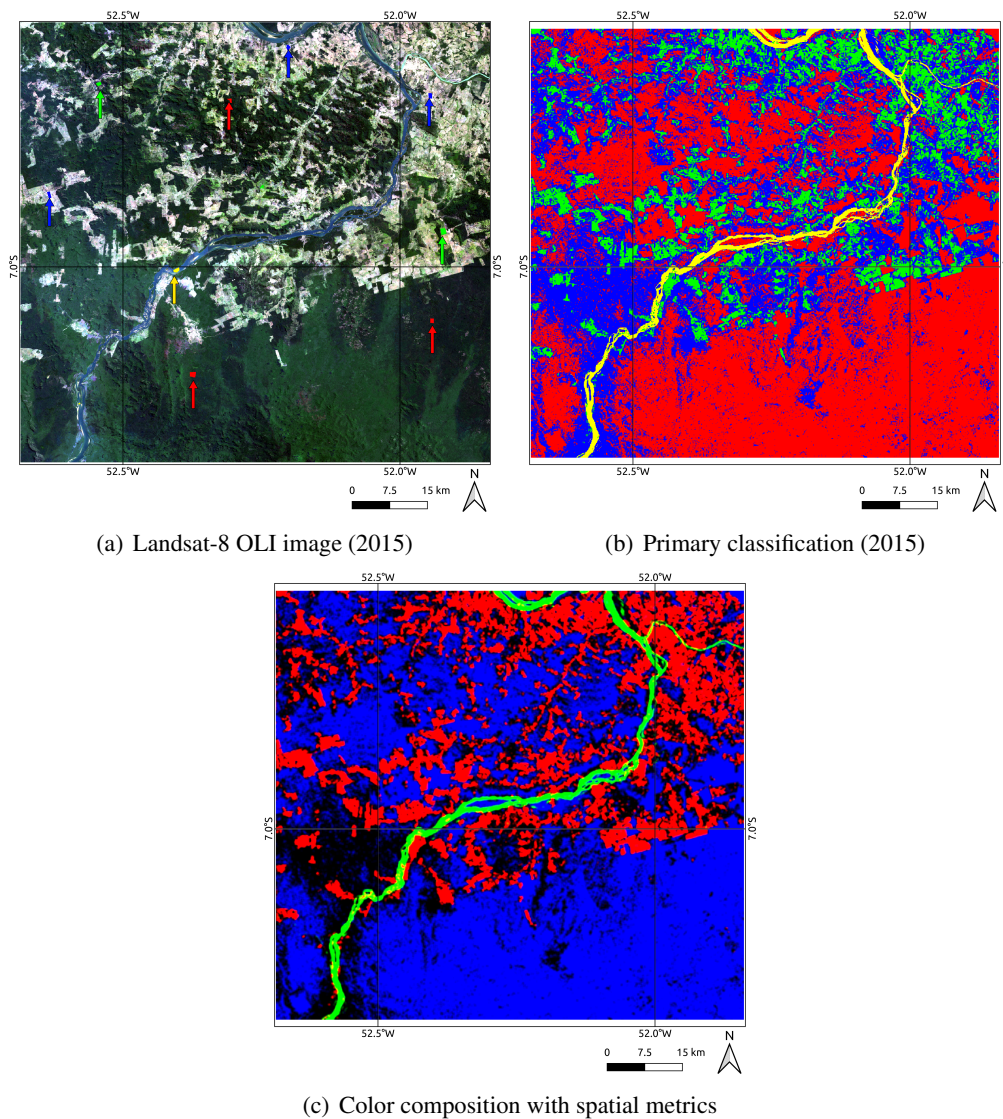 52.5°W 52.0°W
7.0°S 7.0°S
52.5°W 52.0°W
0 7.5 15 km
N
(a) Landsat-8 OLI image (2015)
52.5°W 52.0°W
7.0°S 7.0°S
52.5°W 52.0°W
0 7.5 15 km
N
(b) Primary classification (2015)
52.5°W 52.0°W
7.0°S 7.0°S
52.5°W 52.0°W
0 7.5 15 km
N
(c) Color composition with spatial metrics